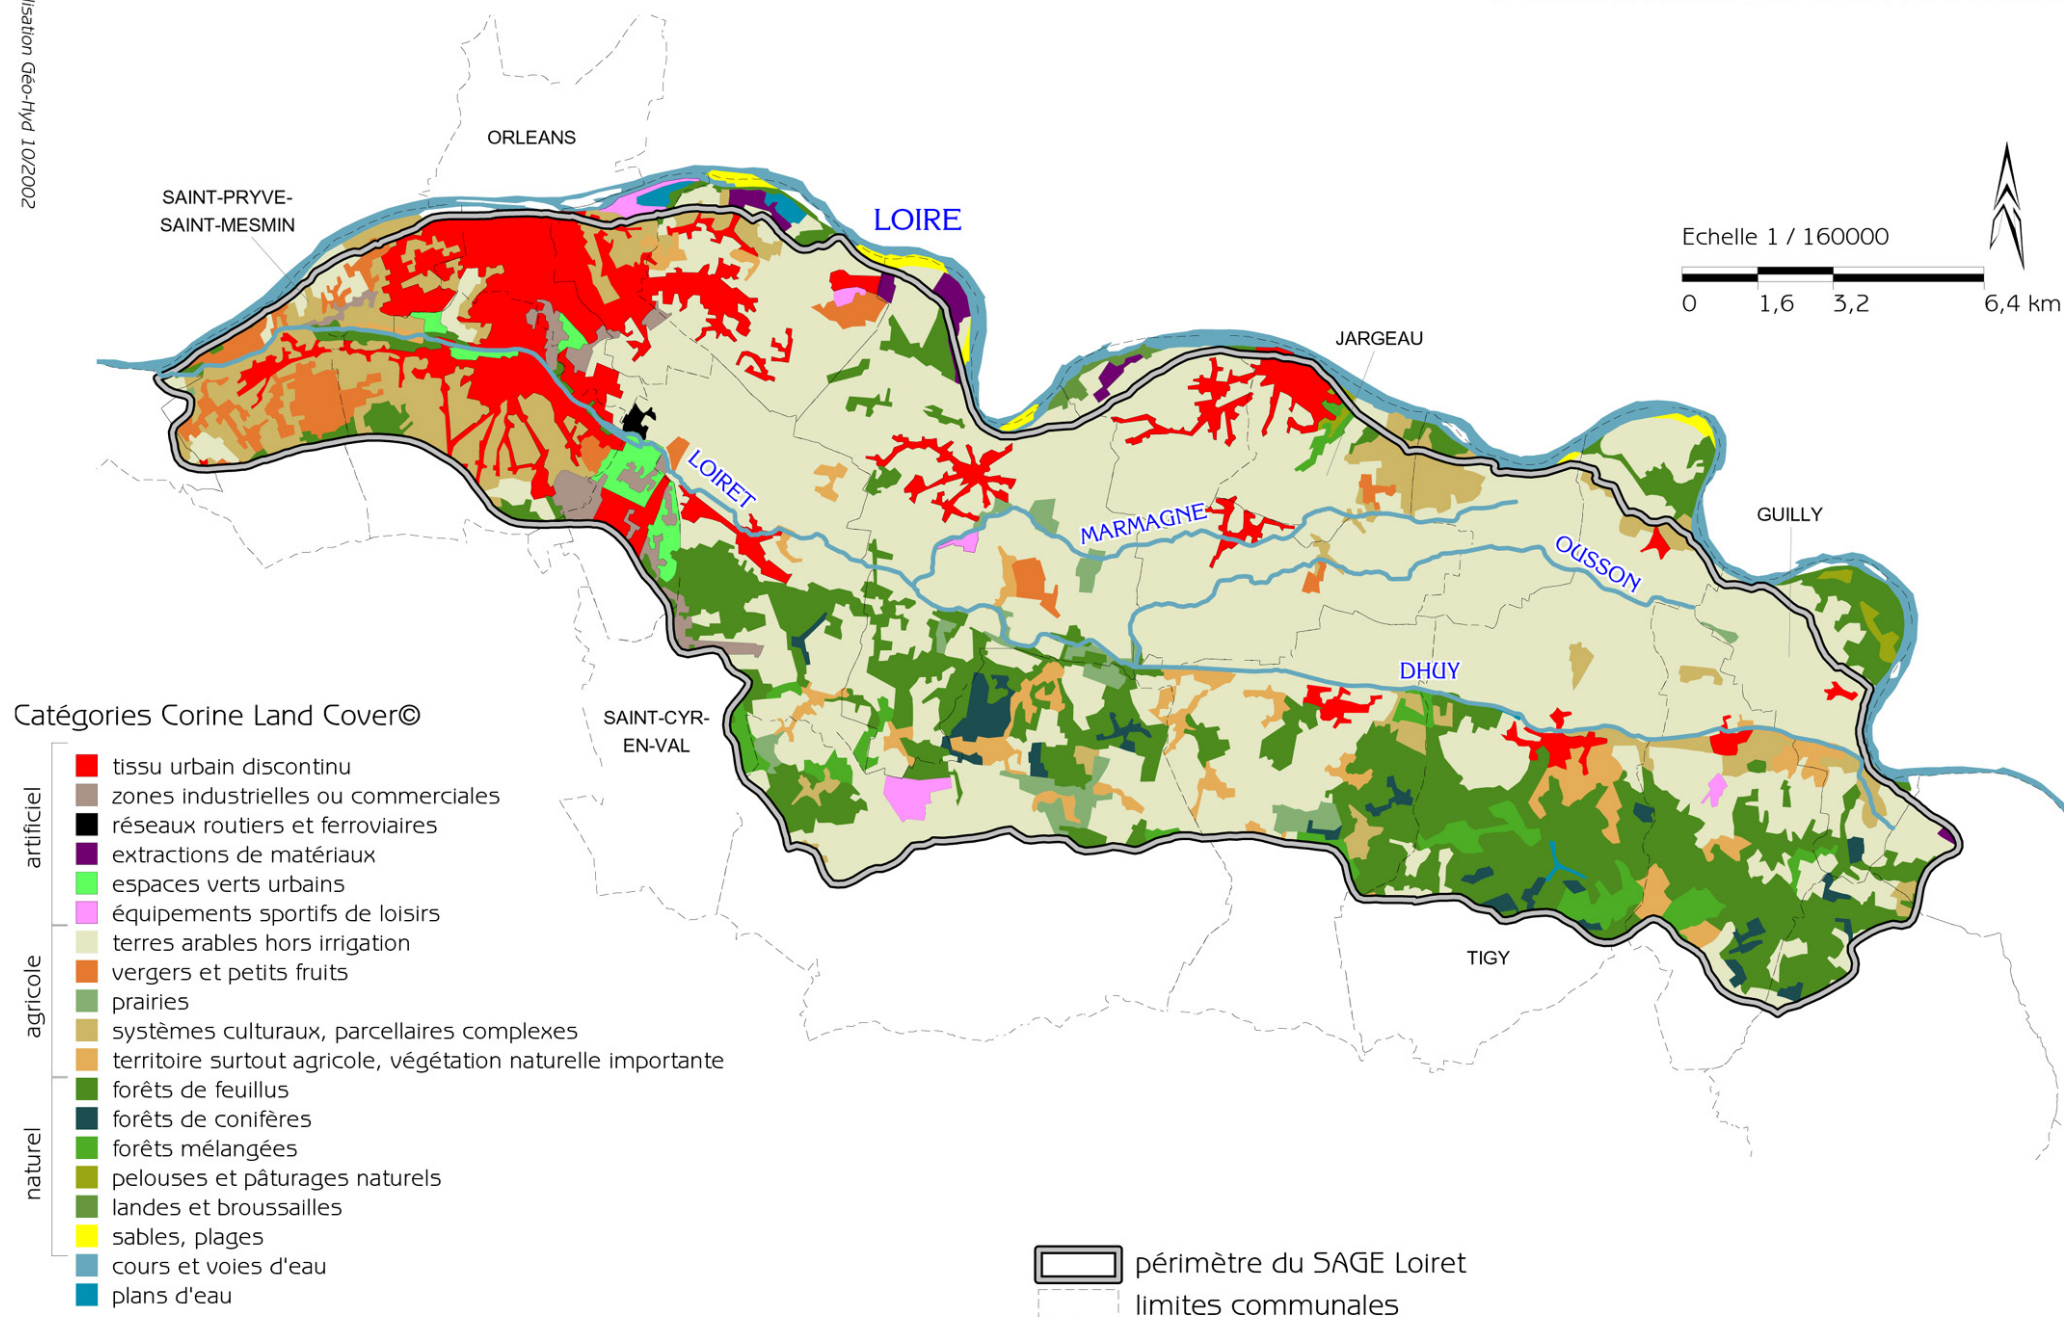 lisation Géo-Hyd 10/2002
ORLEANS
SAINT-PRYVE-
SAINT-MESMIN
LOIRE
Echelle 1 / 160000
0 1,6 3,2 6,4 km
JARGEAU
LOIRET
MARMAGNE
GUILLY
OUSSON
DHUY
SAINT-CYR-
EN-VAL
TIGY
Catégories Corine Land Cover©
artificiel
tissu urbain discontinu
zones industrielles ou commerciales
réseaux routiers et ferroviaires
extractions de matériaux
espaces verts urbains
équipements sportifs de loisirs
agricole
terres arables hors irrigation
vergers et petits fruits
prairies
systèmes culturaux, parcellaires complexes
territoire surtout agricole, végétation naturelle importante
naturel
forêts de feuillus
forêts de conifères
forêts mélangées
pelouses et pâturages naturels
landes et broussailles
sables, plages
cours et voies d'eau
plans d'eau
périmètre du SAGE Loiret
limites communales